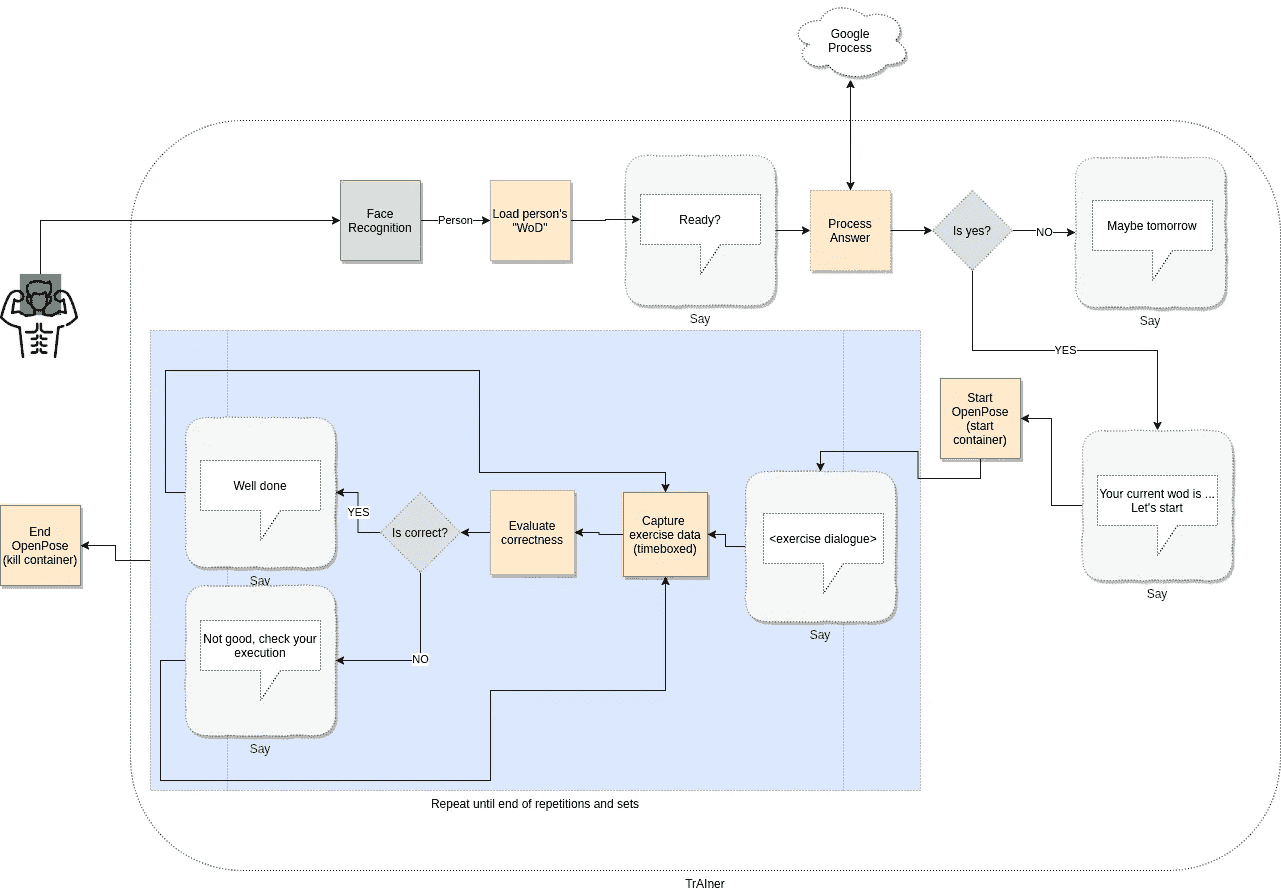 Google
Process
Face
Recognition
Person
Load person's
"WoD"
Ready?
Say
Process
Answer
Is yes?
NO
Maybe tomorrow
Say
YES
Start
OpenPose
(start
container)
Your current wod is ...
Let's start
Say
<exercise dialogue>
Say
Capture
exercise data
(timeboxed)
Evaluate
correctness
Is correct?
YES
Well done
Say
NO
Not good, check your
execution
Say
End
OpenPose
(kill container)
Repeat until end of repetitions and sets
TrAIner